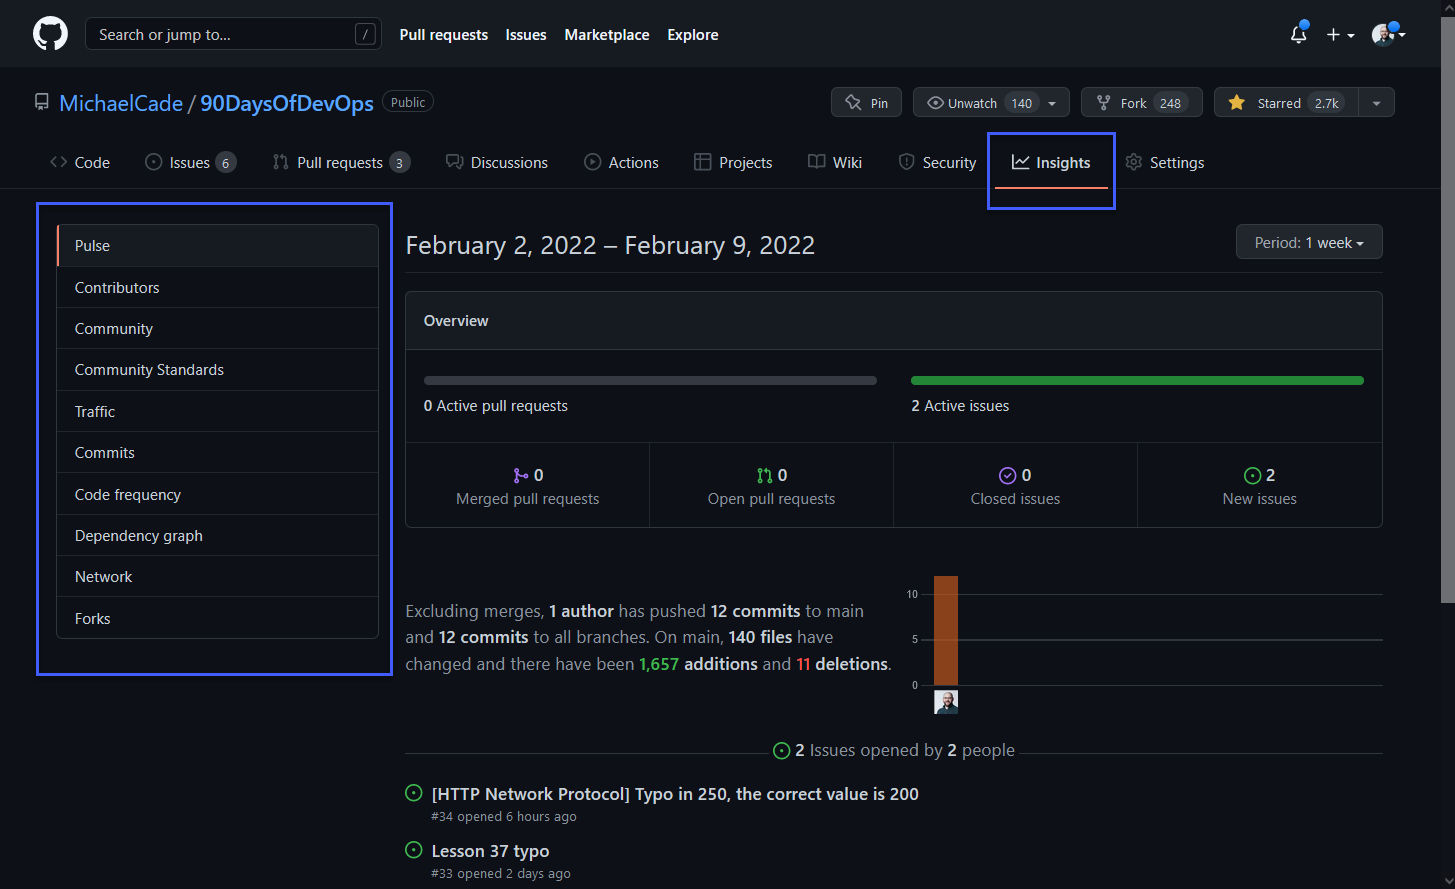 Search or jump to... /
Pull requests Issues Marketplace Explore
MichaelCade / 90DaysOfDevOps Public
Pin Unwatch 140 Fork 248 Starred 2.7k
Code Issues 6 Pull requests 3 Discussions Actions Projects Wiki Security Insights Settings
Pulse
Contributors
Community
Community Standards
Traffic
Commits
Code frequency
Dependency graph
Network
Forks
February 2, 2022 – February 9, 2022
Period: 1 week
Overview
0 Active pull requests
2 Active issues
0
Merged pull requests
0
Open pull requests
0
Closed issues
2
New issues
Excluding merges, 1 author has pushed 12 commits to main
and 12 commits to all branches. On main, 140 files have
changed and there have been 1,657 additions and 11 deletions.
10
5
0
2 Issues opened by 2 people
[HTTP Network Protocol] Typo in 250, the correct value is 200
#34 opened 6 hours ago
Lesson 37 typo
#33 opened 2 days ago